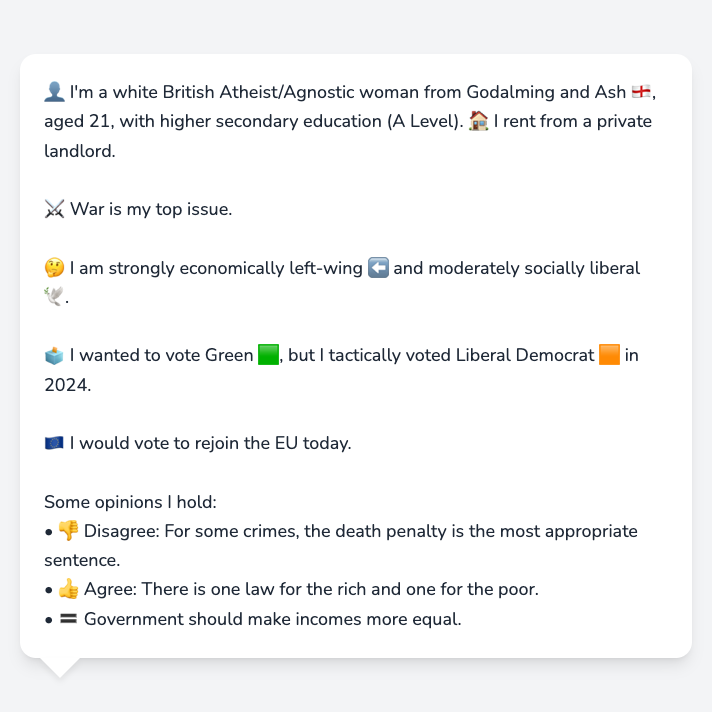 👤 I'm a white British Atheist/Agnostic woman from Godalming and Ash 🏴󠁧󠁢󠁥󠁮󠁧󠁿,
aged 21, with higher secondary education (A Level). 🏠 I rent from a private
landlord.
⚔️ War is my top issue.
🤔 I am strongly economically left-wing ⬅️ and moderately socially liberal
🕊️.
🗳️ I wanted to vote Green 🟩, but I tactically voted Liberal Democrat 🟧 in
2024.
🇪🇺 I would vote to rejoin the EU today.
Some opinions I hold:
• 👎 Disagree: For some crimes, the death penalty is the most appropriate
sentence.
• 👍 Agree: There is one law for the rich and one for the poor.
• 🟰 Government should make incomes more equal.